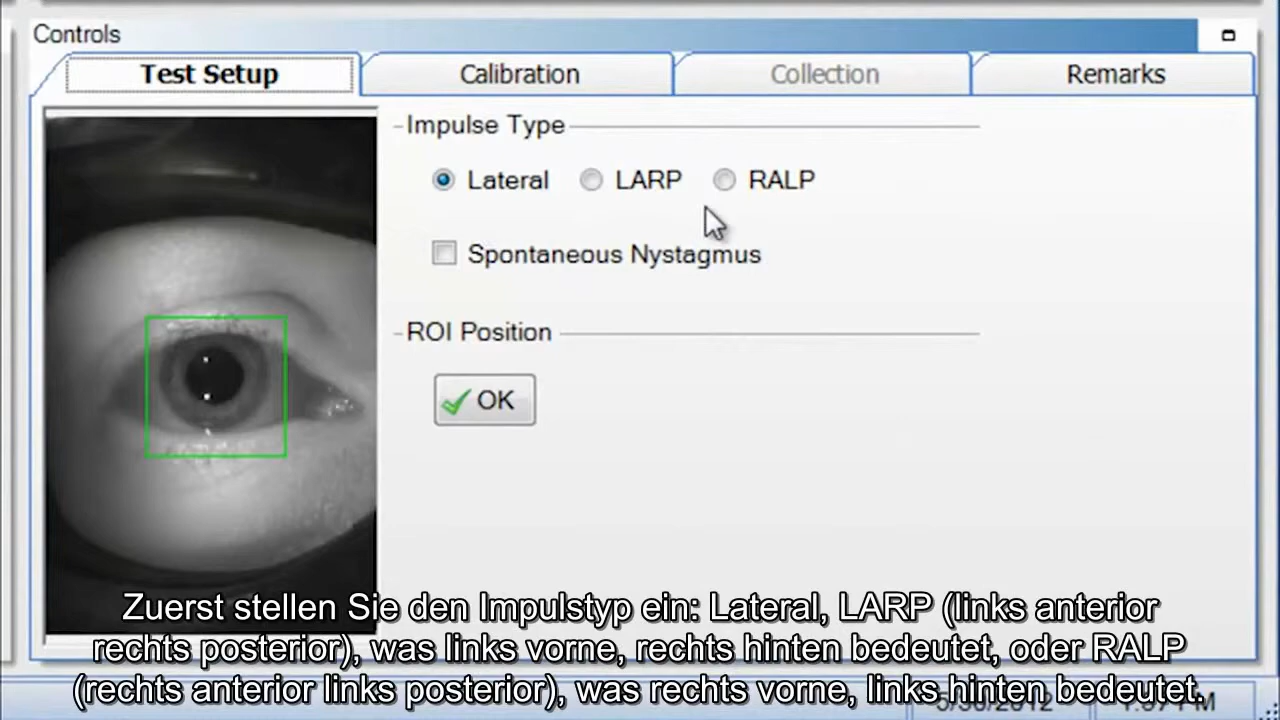 Controls
Test Setup Calibration Collection Remarks
Impulse Type
Lateral LARP RALP
Spontaneous Nystagmus
ROI Position
OK
Zuerst stellen Sie den Impulstyp ein: Lateral, LARP (links anterior
rechts posterior), was links vorne, rechts hinten bedeutet, oder RALP
(rechts anterior links posterior), was rechts vorne, links hinten bedeutet.